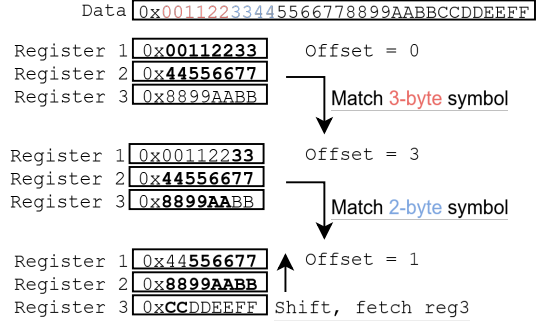 Data 0x00112233445566778899AABBCCDDEEFF
Register 1 0x00112233 Offset = 0
Register 2 0x44556677
Register 3 0x8899AABB
Match 3-byte symbol
Register 1 0x00112233 Offset = 3
Register 2 0x44556677
Register 3 0x8899AABB
Match 2-byte symbol
Register 1 0x44556677 Offset = 1
Register 2 0x8899AABB
Register 3 0xCCDDEEFF
Shift, fetch reg3